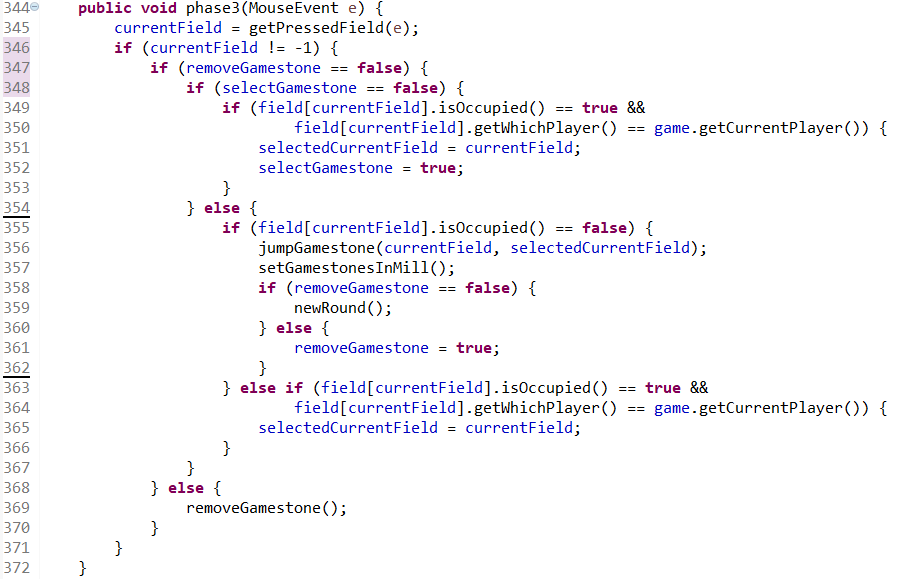 344 public void phase3(MouseEvent e) {
345 currentField = getPressedField(e);
346 if (currentField != -1) {
347 if (removeGamestone == false) {
348 if (selectGamestone == false) {
349 if (field[currentField].isOccupied() == true &&
350 field[currentField].getWhichPlayer() == game.getCurrentPlayer()) {
351 selectedCurrentField = currentField;
352 selectGamestone = true;
353 }
354 } else {
355 if (field[currentField].isOccupied() == false) {
356 jumpGamestone(currentField, selectedCurrentField);
357 setGamestonesInMill();
358 if (removeGamestone == false) {
359 newRound();
360 } else {
361 removeGamestone = true;
362 }
363 } else if (field[currentField].isOccupied() == true &&
364 field[currentField].getWhichPlayer() == game.getCurrentPlayer()) {
365 selectedCurrentField = currentField;
366 }
367 }
368 } else {
369 removeGamestone();
370 }
371 }
372 }